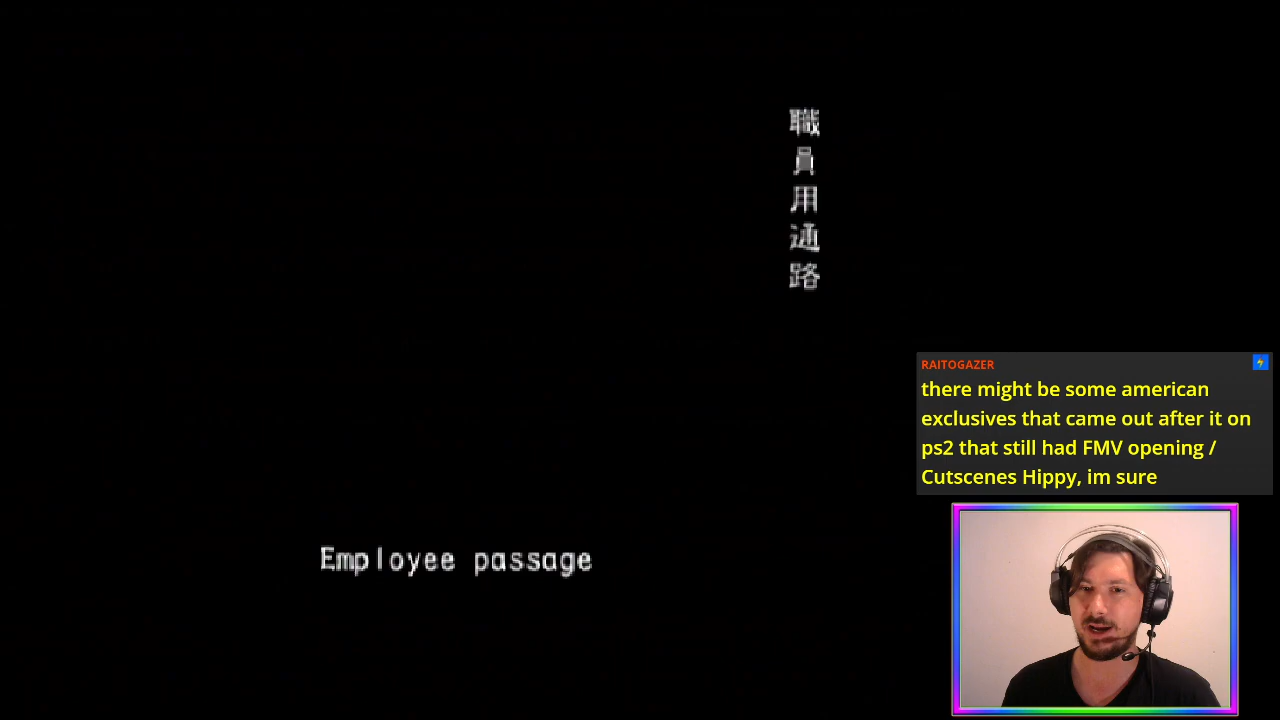 職員用通路
RAITOGAZER
there might be some american
exclusives that came out after it on
ps2 that still had FMV opening /
Cutscenes Hippy, im sure
Employee passage